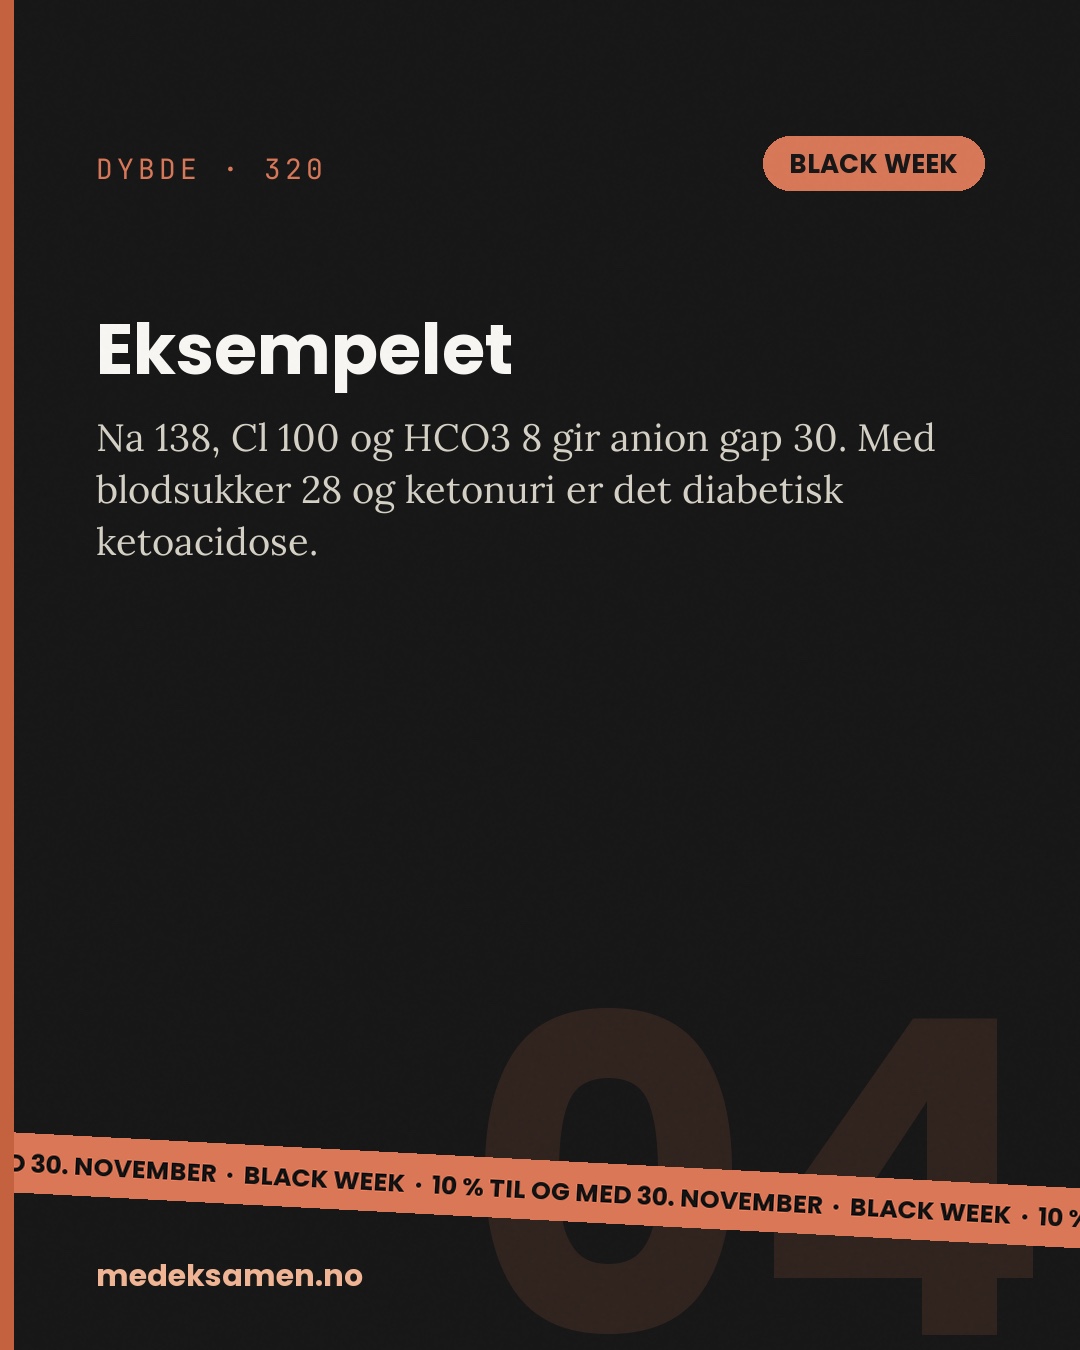 DYBDE · 320
BLACK WEEK
Eksempelet
Na 138, Cl 100 og HCO3 8 gir anion gap 30. Med
blodsukker 28 og ketonuri er det diabetisk
ketoacidose.
04
30. NOVEMBER · BLACK WEEK · 10 % TIL OG MED 30. NOVEMBER · BLACK WEEK · 10 %
medeksamen.no